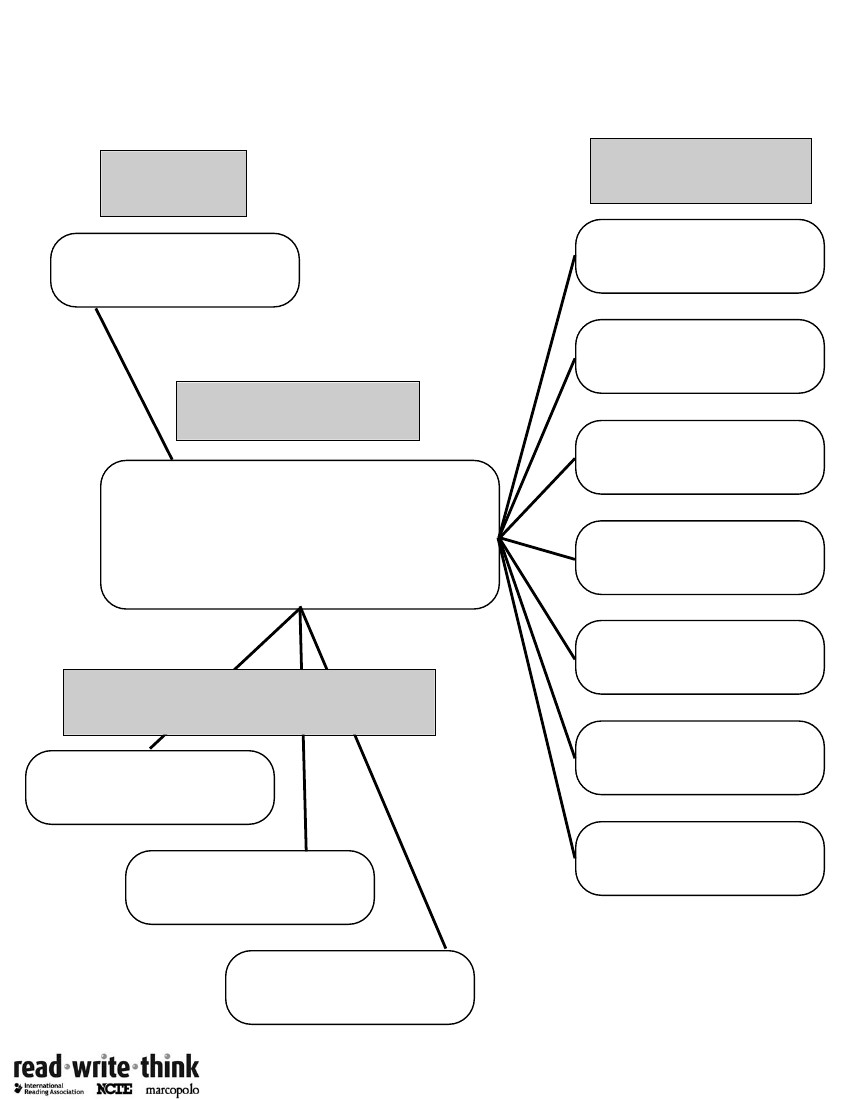 read·write·think
International
Reading Association
NCTE
marcopolo